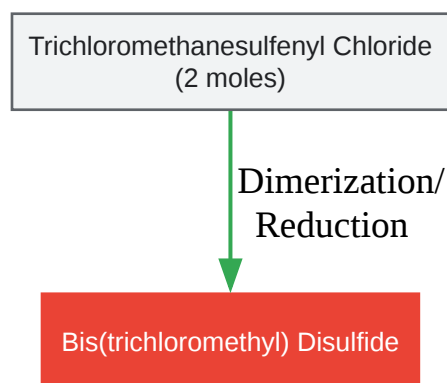 Trichloromethanesulfenyl Chloride
(2 moles)
Dimerization/
Reduction
Bis(trichloromethyl) Disulfide